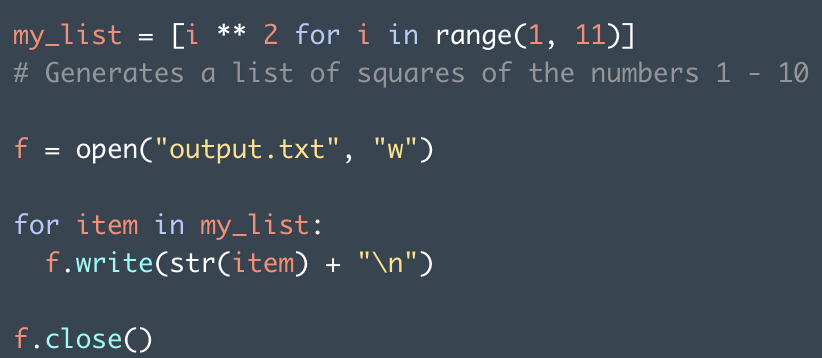 my_list = [i ** 2 for i in range(1, 11)]
# Generates a list of squares of the numbers 1 - 10

f = open("output.txt", "w")

for item in my_list:
  f.write(str(item) + "\n")

f.close()